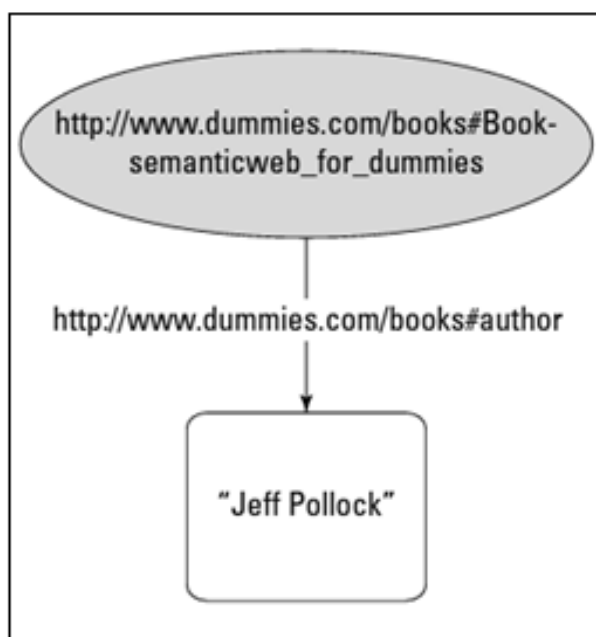 http://www.dummies.com/books#Book-
semanticweb_for_dummies
http://www.dummies.com/books#author
“Jeff Pollock”